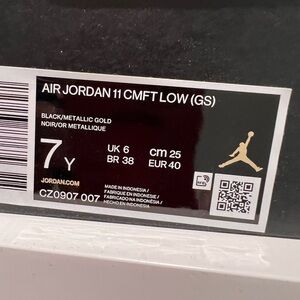 AIR JORDAN 11 CMFT LOW (GS)
BLACK/METALLIC GOLD
NOIR/OR METALLIQUE
7 Y
UK 6 cm 25
BR 38 EUR 40
JORDAN.COM
CZ0907 007
MADE IN INDONESIA /
FABRIQUÉ EN INDONÉSIE /
HECHO EN INDONESIA